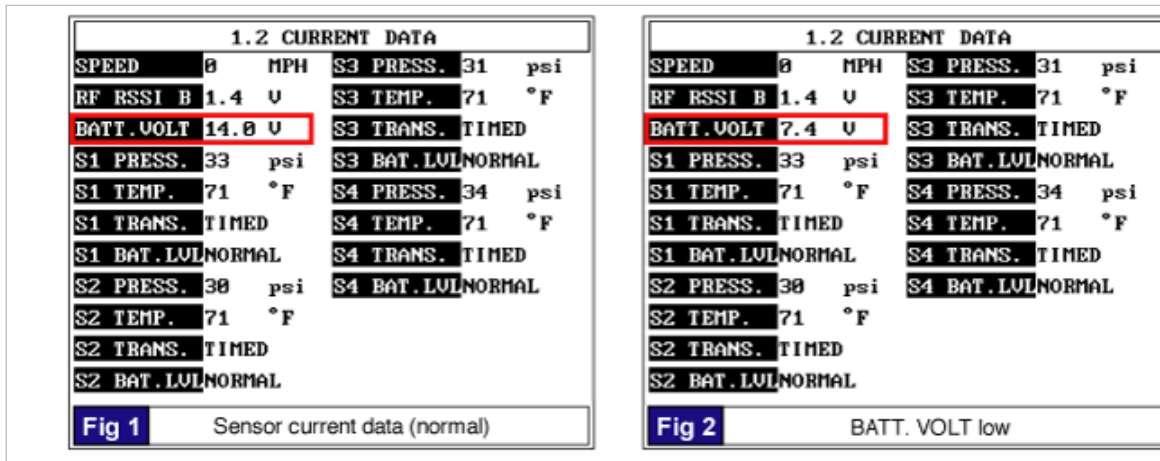 1.2 CURRENT DATA
SPEED 0 MPH S3 PRESS. 31 psi
RF RSSI B 1.4 V S3 TEMP. 71 °F
BATT.VOLT 14.0 V S3 TRANS. TIMED
S1 PRESS. 33 psi S3 BAT.LVL NORMAL
S1 TEMP. 71 °F S4 PRESS. 34 psi
S1 TRANS. TIMED S4 TEMP. 71 °F
S1 BAT.LVL NORMAL S4 TRANS. TIMED
S2 PRESS. 30 psi S4 BAT.LVL NORMAL
S2 TEMP. 71 °F
S2 TRANS. TIMED
S2 BAT.LVL NORMAL
Fig 1 Sensor current data (normal)
1.2 CURRENT DATA
SPEED 0 MPH S3 PRESS. 31 psi
RF RSSI B 1.4 V S3 TEMP. 71 °F
BATT.VOLT 7.4 V S3 TRANS. TIMED
S1 PRESS. 33 psi S3 BAT.LVL NORMAL
S1 TEMP. 71 °F S4 PRESS. 34 psi
S1 TRANS. TIMED S4 TEMP. 71 °F
S1 BAT.LVL NORMAL S4 TRANS. TIMED
S2 PRESS. 30 psi S4 BAT.LVL NORMAL
S2 TEMP. 71 °F
S2 TRANS. TIMED
S2 BAT.LVL NORMAL
Fig 2 BATT. VOLT low